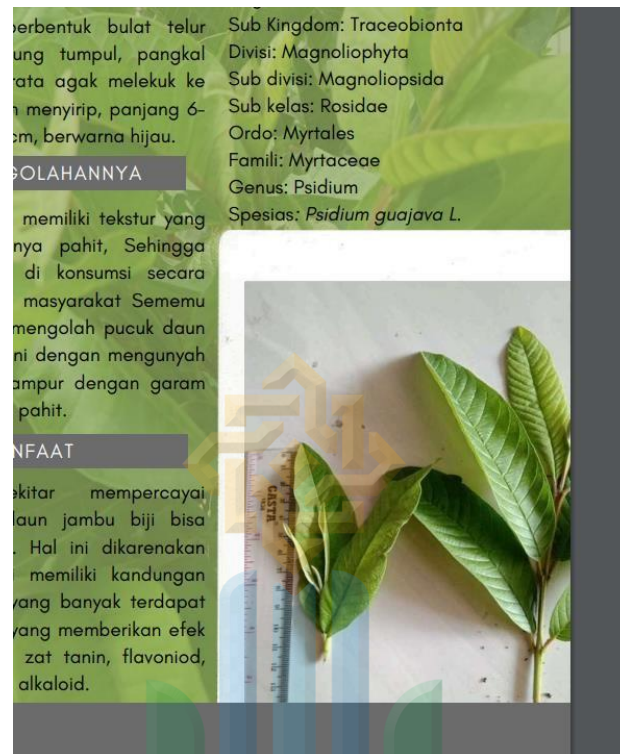 berbentuk bulat telur
ung tumpul, pangkal
rata agak melekuk ke
menyirip, panjang 6-
cm, berwarna hijau.
OLAHANNYA
memiliki tekstur yang
nya pahit, Sehingga
di konsumsi secara
masyarakat Sememu
mengolah pucuk daun
ni dengan mengunyah
ampur dengan garam
pahit.
NFAAT
ekitar mempercayai
daun jambu biji bisa
. Hal ini dikarenakan
memiliki kandungan
yang banyak terdapat
yang memberikan efek
zat tanin, flavoniod,
alkaloid.
Sub Kingdom: Traceobionta
Divisi: Magnoliophyta
Sub divisi: Magnoliopsida
Sub kelas: Rosidae
Ordo: Myrtales
Famili: Myrtaceae
Genus: Psidium
Spesias: Psidium guajava L.